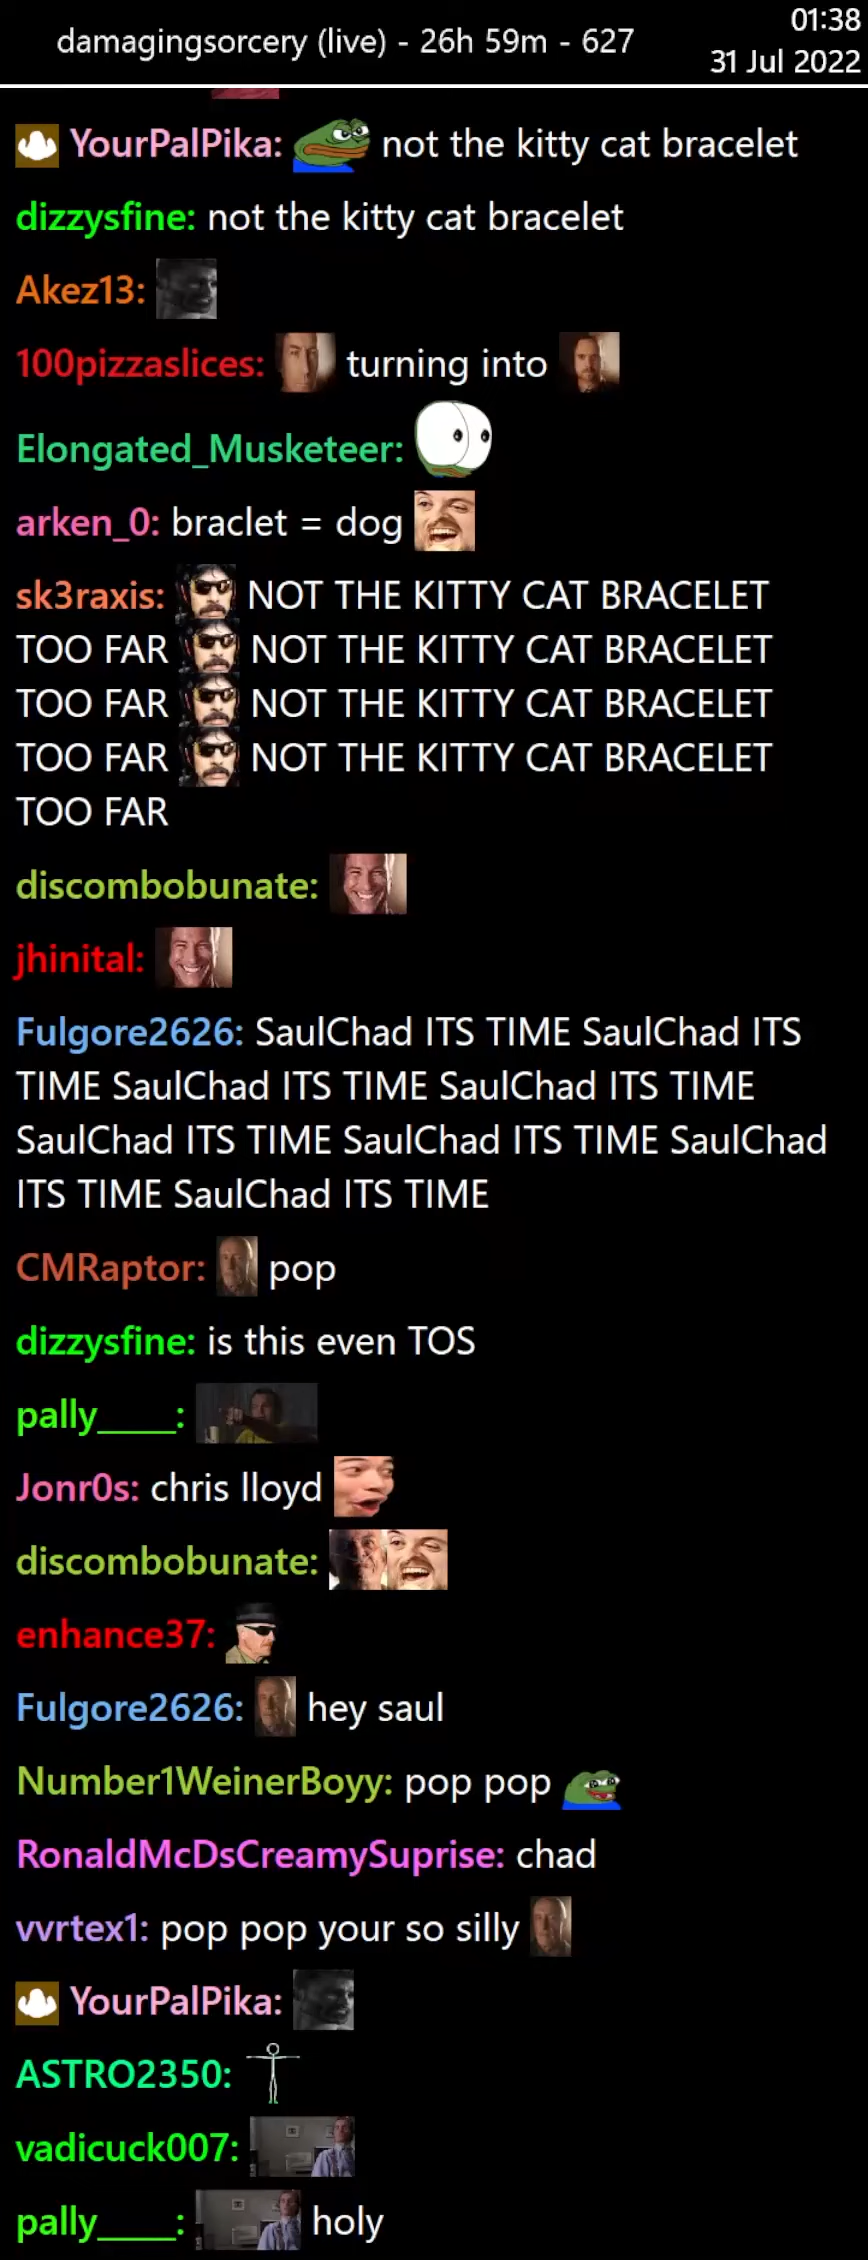 damagingsorcery (live) - 26h 59m - 627
01:38
31 Jul 2022
YourPalPika: not the kitty cat bracelet
dizzysfine: not the kitty cat bracelet
Akez13:
100pizzaslices: turning into
Elongated_Musketeer:
arken_0: braclet = dog
sk3raxis: NOT THE KITTY CAT BRACELET
TOO FAR NOT THE KITTY CAT BRACELET
TOO FAR NOT THE KITTY CAT BRACELET
TOO FAR NOT THE KITTY CAT BRACELET
TOO FAR
discombobunate:
jhinital:
Fulgore2626: SaulChad ITS TIME SaulChad ITS
TIME SaulChad ITS TIME SaulChad ITS TIME
SaulChad ITS TIME SaulChad ITS TIME SaulChad
ITS TIME SaulChad ITS TIME
CMRaptor: pop
dizzysfine: is this even TOS
pally_____:
Jonr0s: chris lloyd
discombobunate:
enhance37:
Fulgore2626: hey saul
Number1WeinerBoyy: pop pop
RonaldMcDsCreamySuprise: chad
vvrtex1: pop pop your so silly
YourPalPika:
ASTRO2350:
vadicuck007:
pally_____: holy